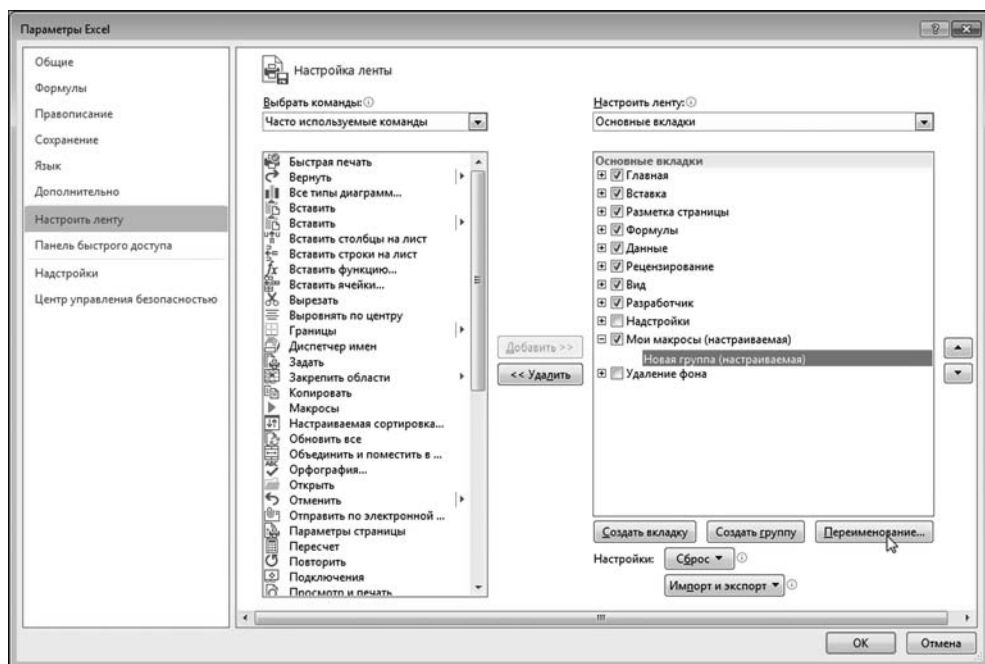 Параметры Excel
Общие
Формулы
Правописание
Сохранение
Язык
Дополнительно
Настроить ленту
Панель быстрого доступа
Надстройки
Центр управления безопасностью
Настройка ленты
Выбрать команды:
Часто используемые команды
Быстрая печать
Вернуть
Все типы диаграмм...
Вставить
Вставить
Вставить столбцы на лист
Вставить строки на лист
Вставить функцию...
Вставить ячейки...
Вырезать
Выровнять по центру
Границы
Диспетчер имен
Задать
Закрепить области
Копировать
Макросы
Настраиваемая сортировка...
Обновить все
Объединить и поместить в ...
Орфография...
Открыть
Отменить
Отправить по электронной ...
Параметры страницы
Пересчет
Повторить
Подключения
Просмотр и печать
Добавить >>
<< Удалить
Настроить ленту:
Основные вкладки
Основные вкладки
Главная
Вставка
Разметка страницы
Формулы
Данные
Рецензирование
Вид
Разработчик
Надстройки
Мои макросы (настраиваемая)
Новая группа (настраиваемая)
Удаление фона
Создать вкладку
Создать группу
Переименование...
Настройки:
Сброс
Импорт и экспорт
ОК
Отмена